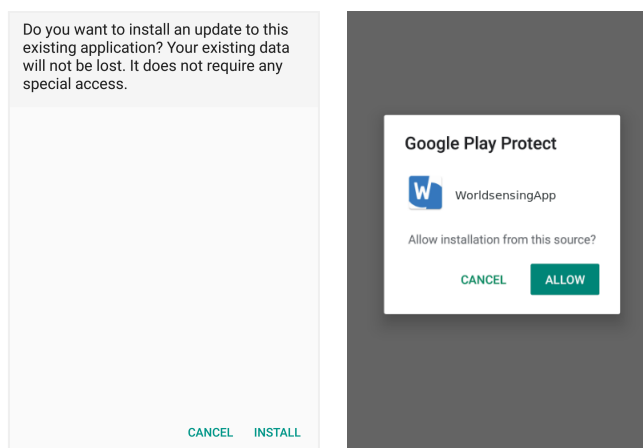 Do you want to install an update to this
existing application? Your existing data
will not be lost. It does not require any
special access.
CANCEL INSTALL
Google Play Protect
W
WorldsensingApp
Allow installation from this source?
CANCEL ALLOW